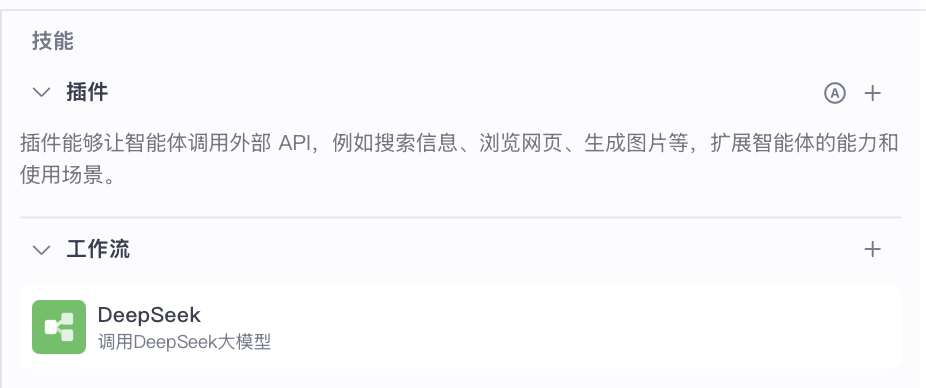 技能
插件
A
插件能够让智能体调用外部 API，例如搜索信息、浏览网页、生成图片等，扩展智能体的能力和
使用场景。
工作流
DeepSeek
调用DeepSeek大模型